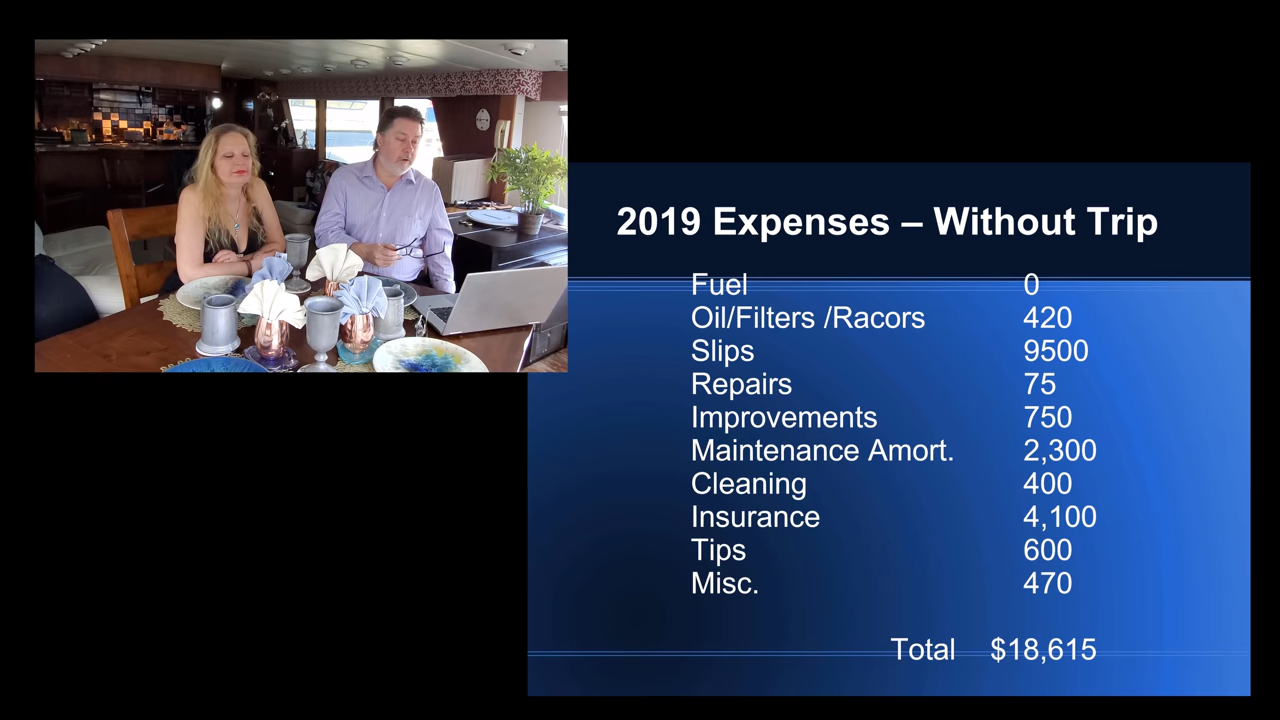 2019 Expenses – Without Trip
Fuel 0
Oil/Filters /Racors 420
Slips 9500
Repairs 75
Improvements 750
Maintenance Amort. 2,300
Cleaning 400
Insurance 4,100
Tips 600
Misc. 470
Total $18,615